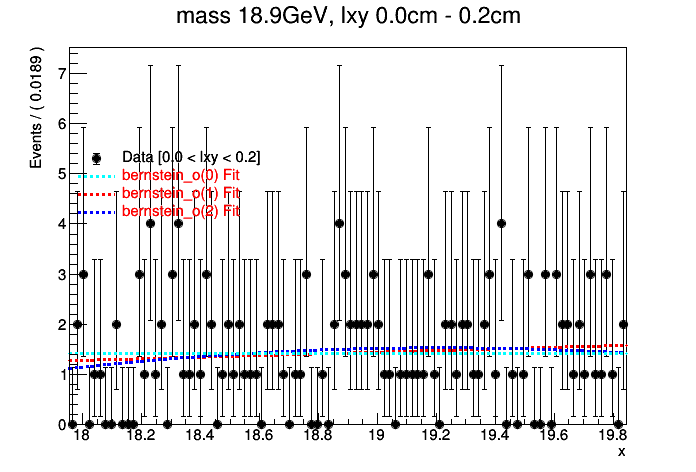 mass 18.9GeV, lxy 0.0cm - 0.2cm
Events / ( 0.0189 )
7
6
5
4
3
2
1
0
Data [0.0 < lxy < 0.2]
bernstein_o(0) Fit
bernstein_o(1) Fit
bernstein_o(2) Fit
18 18.2 18.4 18.6 18.8 19 19.2 19.4 19.6 19.8
x